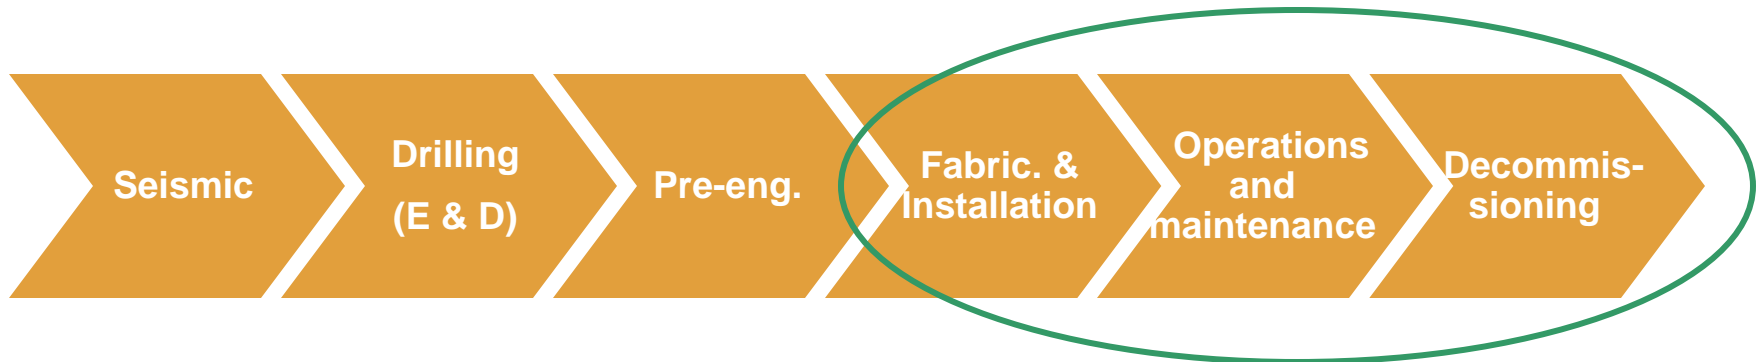 Seismic
Drilling
(E & D)
Pre-eng.
Fabric. &
Installation
Operations
and
maintenance
Decommis-
sioning